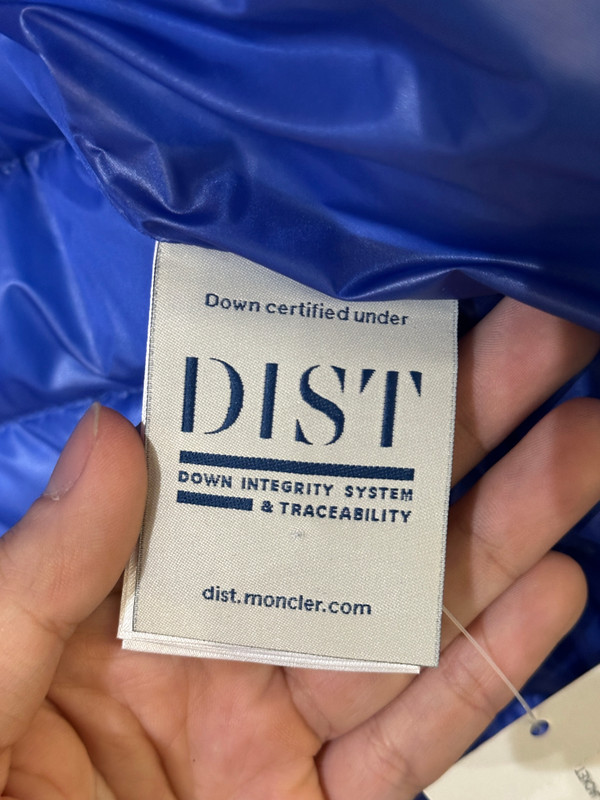 Down certified under
DIST
DOWN INTEGRITY SYSTEM
& TRACEABILITY
dist.moncler.com